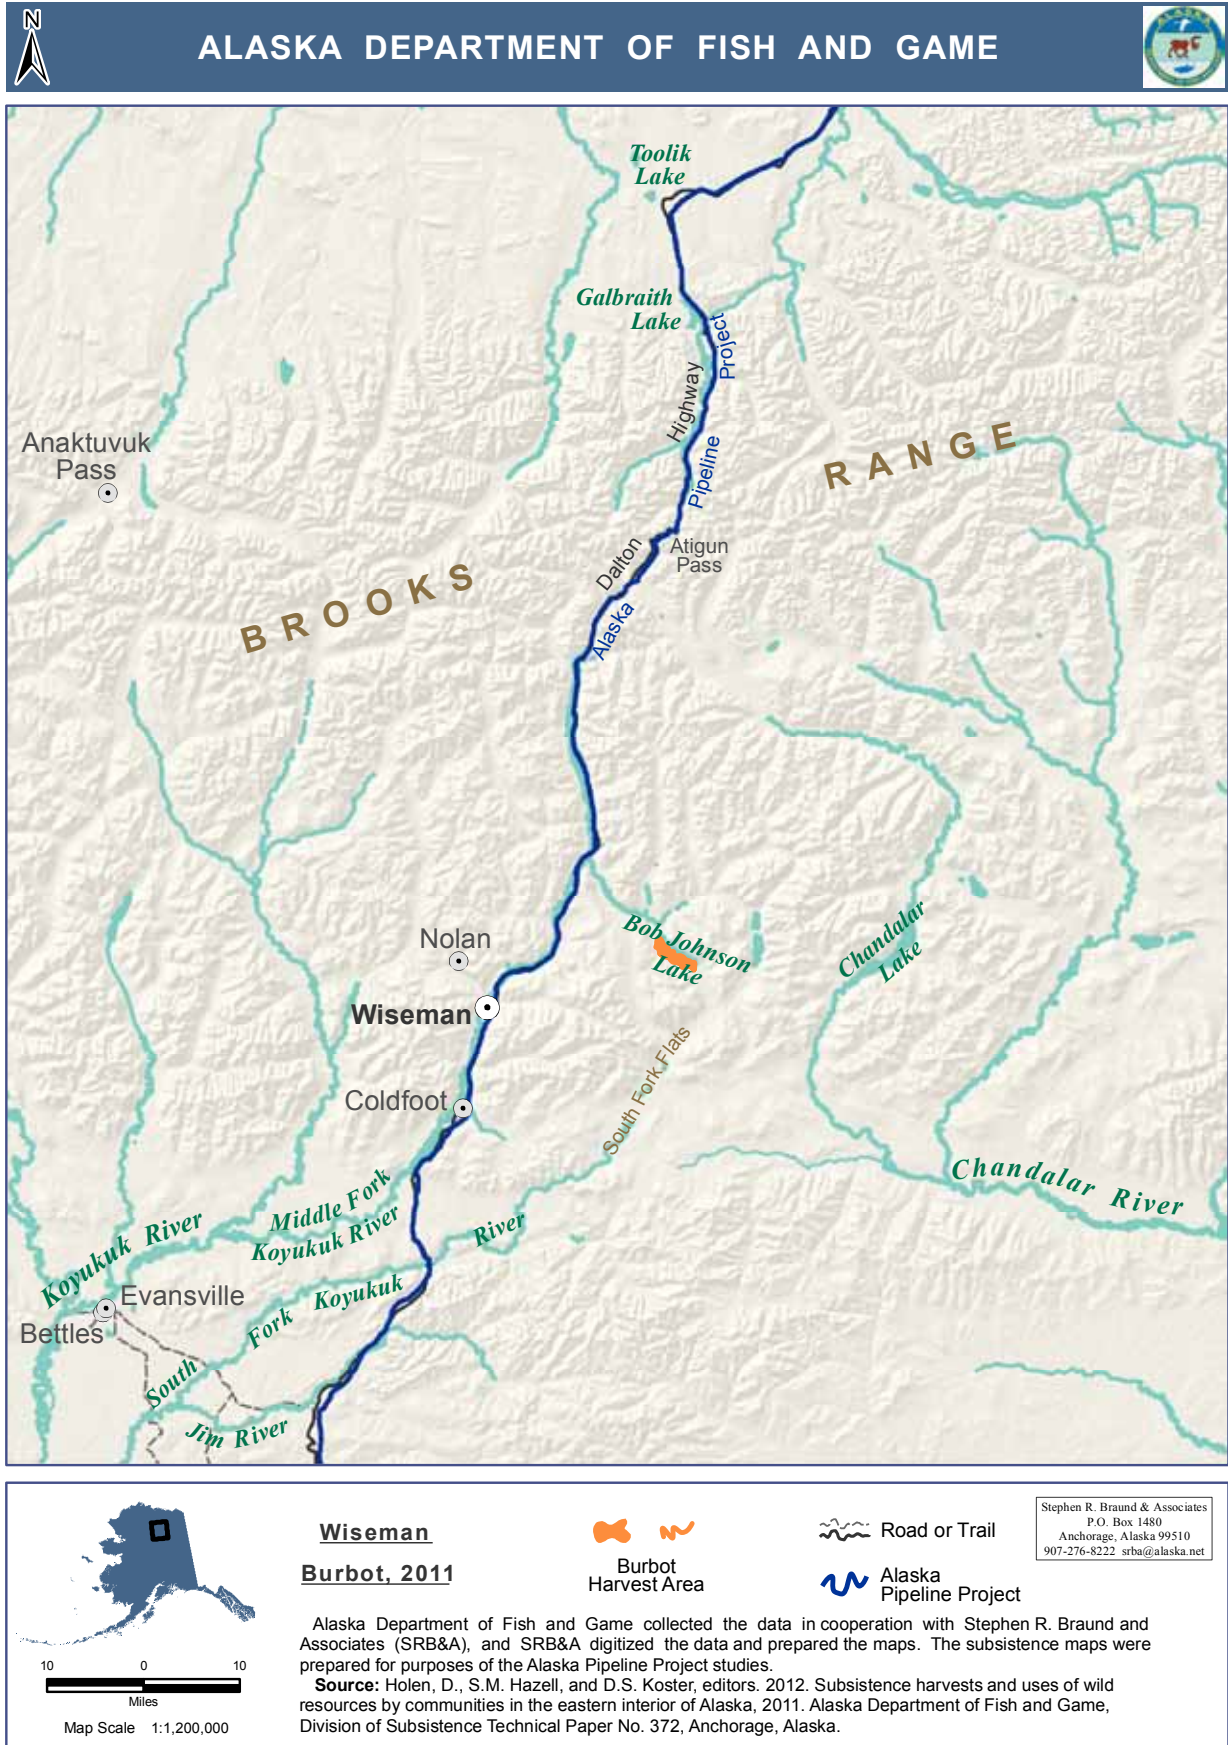 N
ALASKA DEPARTMENT OF FISH AND GAME
ALASKA
Toolik
Lake
Galbraith
Lake
Project
Highway
Pipeline
Anaktuvuk
Pass
RANGE
BROOKS
Dalton
Atigun
Pass
Alaska
Bob Johnson
Lake
Chandalar
Lake
Nolan
Wiseman
South Fork Flats
Coldfoot
Chandalar River
Middle Fork
Koyukuk River
Koyukuk River
River
Koyukuk
Fork
South
Evansville
Bettles
Jim River
Wiseman
Burbot, 2011
Burbot
Harvest Area
Road or Trail
Alaska
Pipeline Project
Stephen R. Braund & Associates
P.O. Box 1480
Anchorage, Alaska 99510
907-276-8222 srba@alaska.net
Alaska Department of Fish and Game collected the data in cooperation with Stephen R. Braund and
Associates (SRB&A), and SRB&A digitized the data and prepared the maps. The subsistence maps were
prepared for purposes of the Alaska Pipeline Project studies.
Source: Holen, D., S.M. Hazell, and D.S. Koster, editors. 2012. Subsistence harvests and uses of wild
resources by communities in the eastern interior of Alaska, 2011. Alaska Department of Fish and Game,
Division of Subsistence Technical Paper No. 372, Anchorage, Alaska.
10 0 10
Miles
Map Scale 1:1,200,000